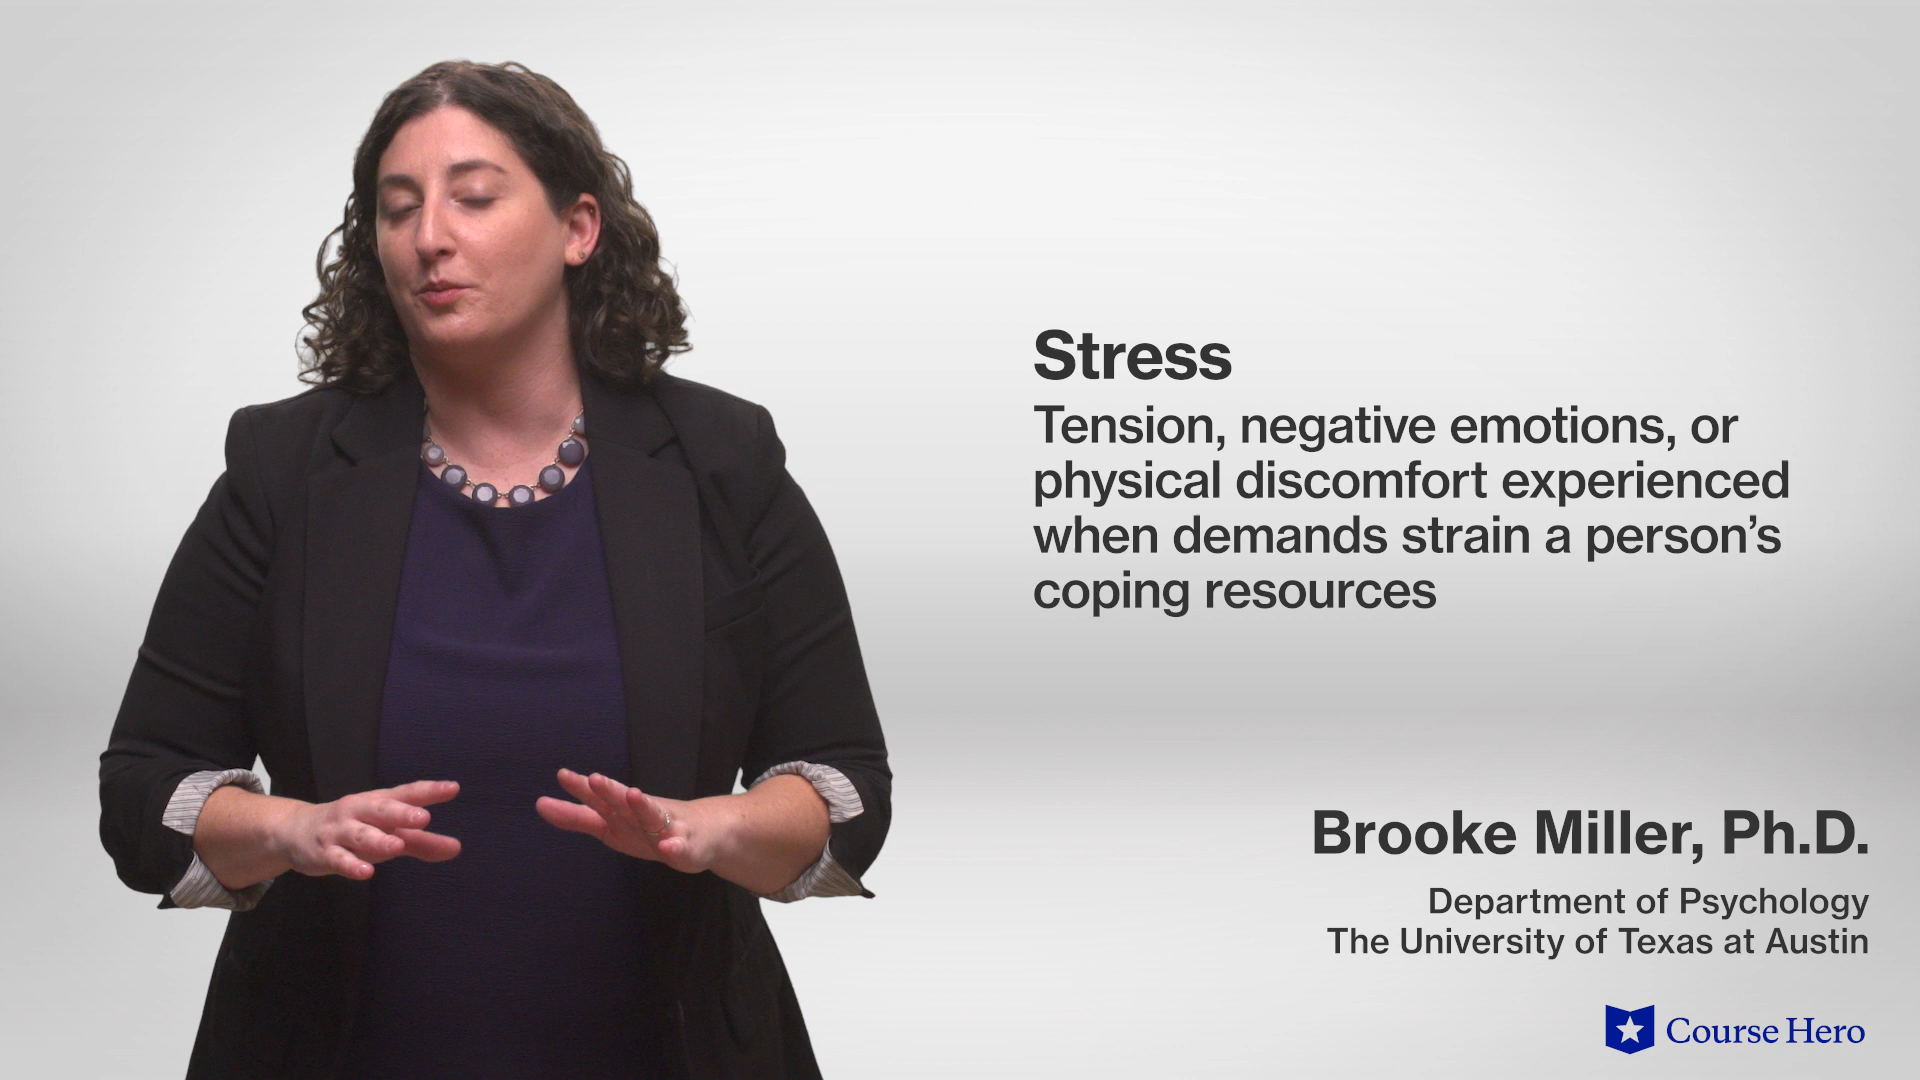 Stress
Tension, negative emotions, or
physical discomfort experienced
when demands strain a person’s
coping resources
Brooke Miller, Ph.D.
Department of Psychology
The University of Texas at Austin
Course Hero